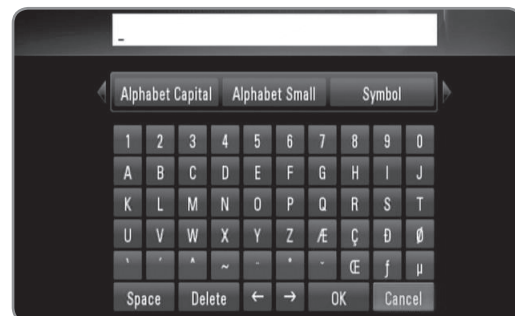 _
Alphabet Capital Alphabet Small Symbol
1 2 3 4 5 6 7 8 9 0
A B C D E F G H I J
K L M N O P Q R S T
U V W X Y Z Æ Ç Ð Ø
` ´ ^ ~ Œ ƒ µ
Space Delete ← → OK Cancel